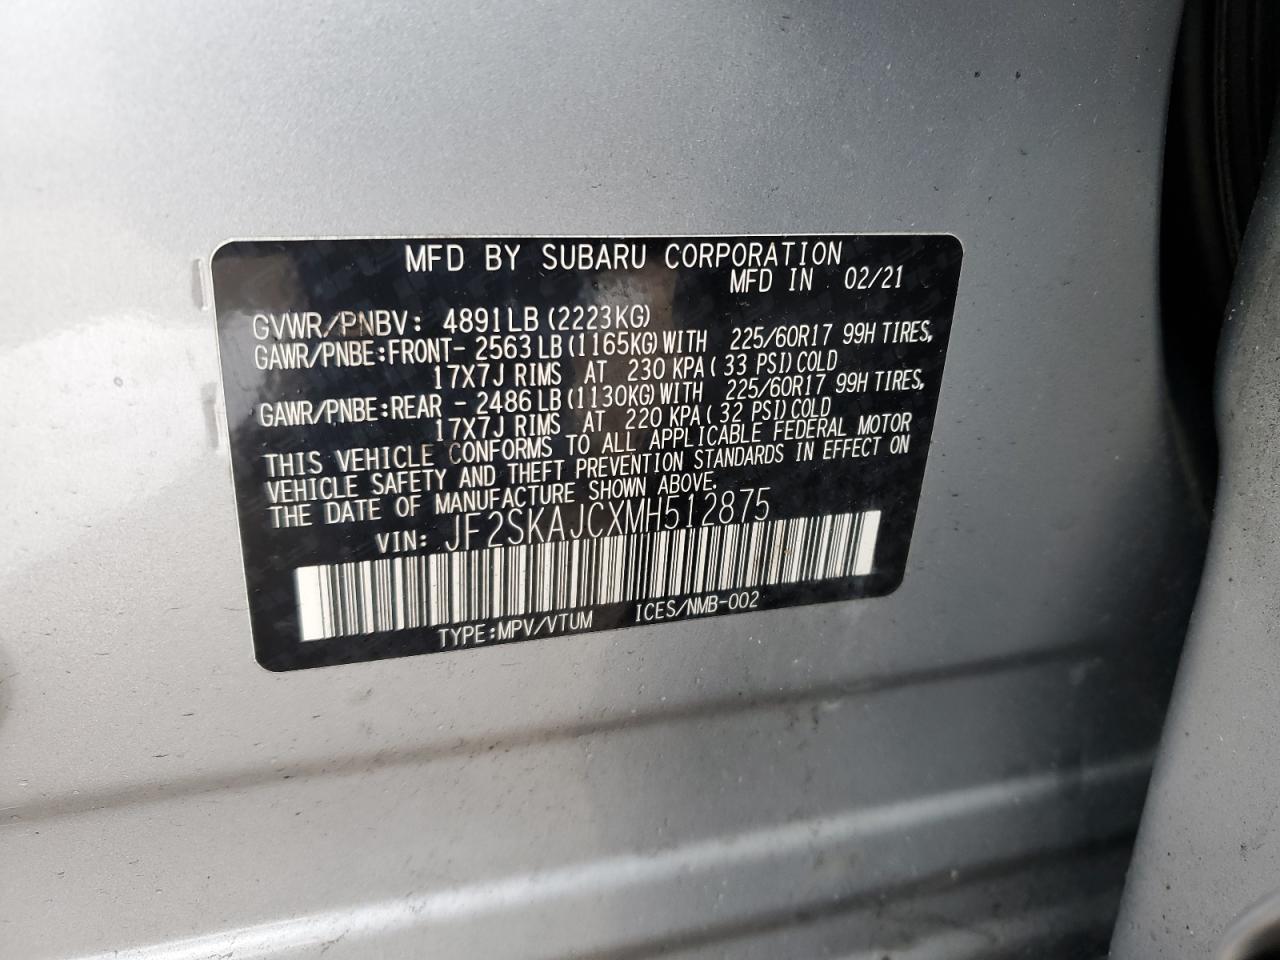 MFD BY SUBARU CORPORATION
MFD IN 02/21
GVWR/PNBV: 4891LB (2223KG)
GAWR/PNBE:FRONT- 2563LB(1165KG)WITH 225/60R17 99H TIRES,
17X7J RIMS AT 230 KPA( 33 PSI)COLD
GAWR/PNBE:REAR - 2486LB(1130KG)WITH 225/60R17 99H TIRES,
17X7J RIMS AT 220 KPA( 32 PSI)COLD
THIS VEHICLE CONFORMS TO ALL APPLICABLE FEDERAL MOTOR
VEHICLE SAFETY AND THEFT PREVENTION STANDARDS IN EFFECT ON
THE DATE OF MANUFACTURE SHOWN ABOVE.
VIN: JF2SKAJCXMH512875
TYPE:MPV/VTUM ICES/NMB-002